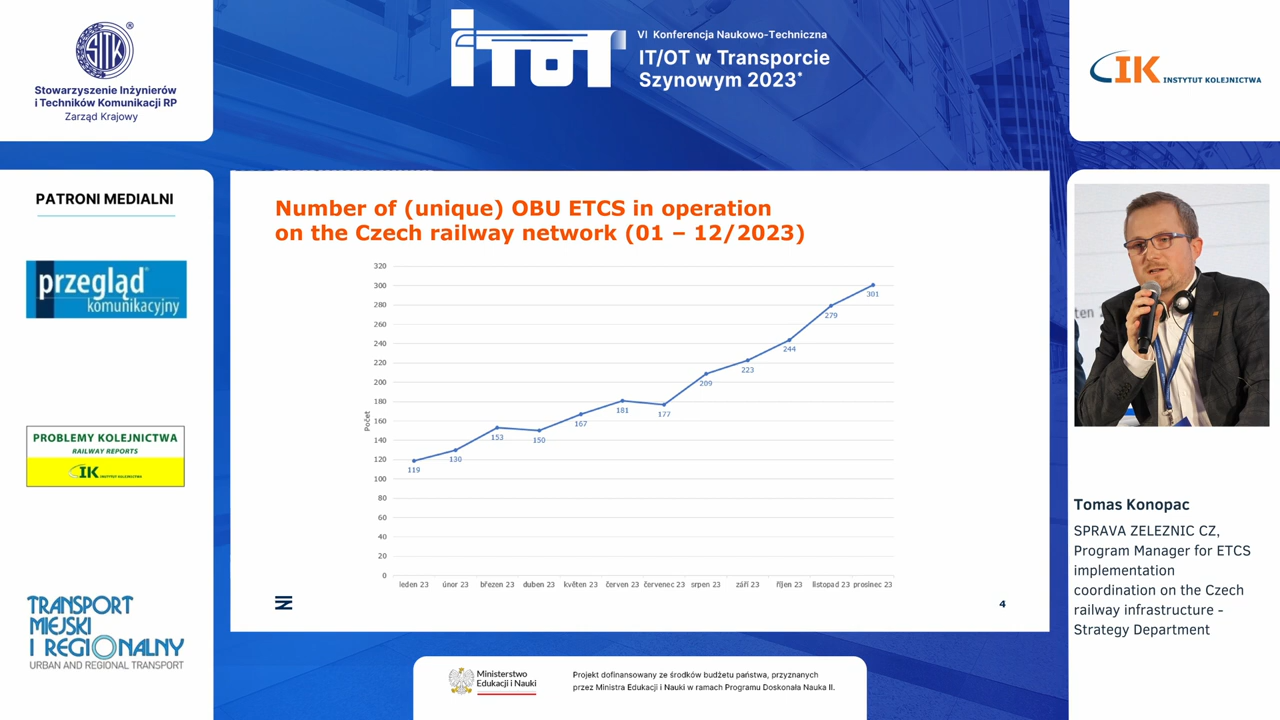 SITK
®
Stowarzyszenie Inżynierów
i Techników Komunikacji RP
Zarząd Krajowy
iTOT
VI Konferencja Naukowo-Techniczna
IT/OT w Transporcie
Szynowym 2023*
IK INSTYTUT KOLEJNICTWA
PATRONI MEDIALNI
przegląd
komunikacyjny
PROBLEMY KOLEJNICTWA
RAILWAY REPORTS
IK INSTYTUT KOLEJNICTWA
TRANSPORT
MIEJSKI
I REGIONALNY
URBAN AND REGIONAL TRANSPORT
Number of (unique) OBU ETCS in operation
on the Czech railway network (01 – 12/2023)
320
300
280
260
240
220
200
180
160
140
120
100
80
60
40
20
0
Počet
119
130
153
150
167
181
177
209
223
244
279
301
leden 23 únor 23 březen 23 duben 23 květen 23 červen 23 červenec 23 srpen 23 září 23 říjen 23 listopad 23 prosinec 23
4
Tomas Konopac
SPRAVA ZELEZNIC CZ,
Program Manager for ETCS
implementation
coordination on the Czech
railway infrastructure -
Strategy Department
Ministerstwo
Edukacji i Nauki
Projekt dofinansowany ze środków budżetu państwa, przyznanych
przez Ministra Edukacji i Nauki w ramach Programu Doskonała Nauka II.